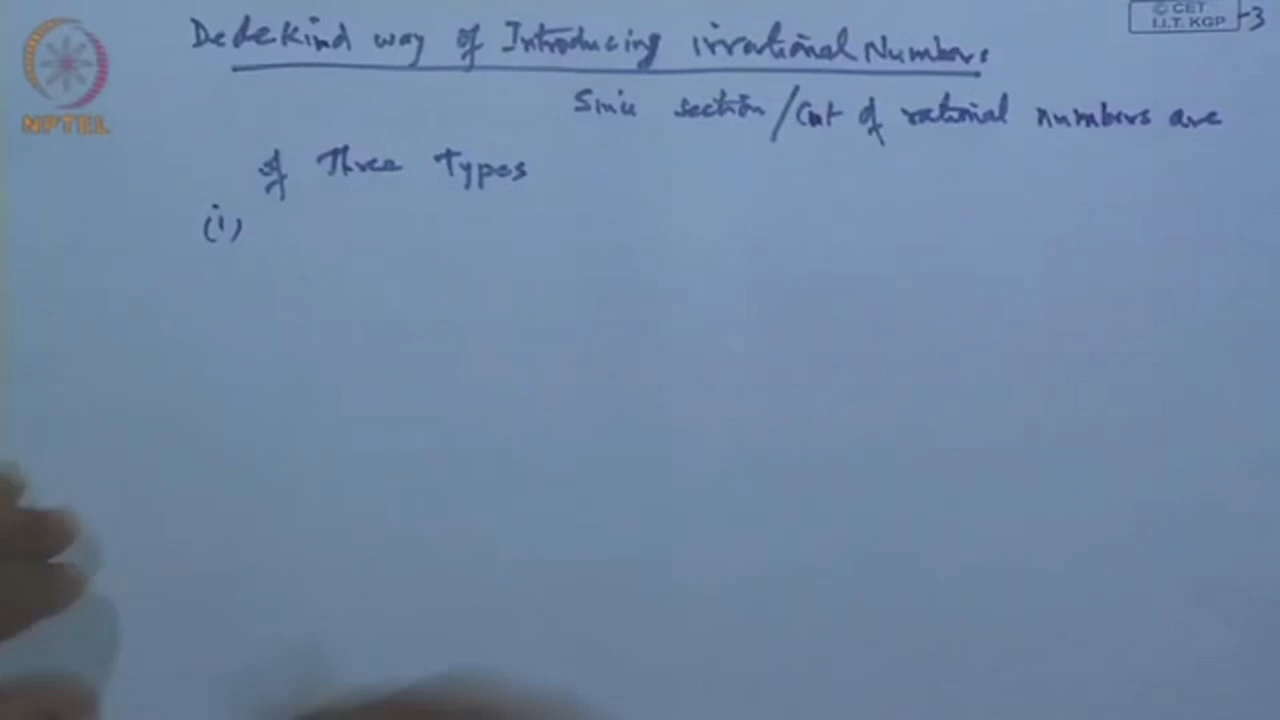 © CET
I.I.T. KGP
-3
NPTEL
Dedekind way of Introducing irrational Numbers
Since section/Cut of rational numbers are
of Three Types
(i)